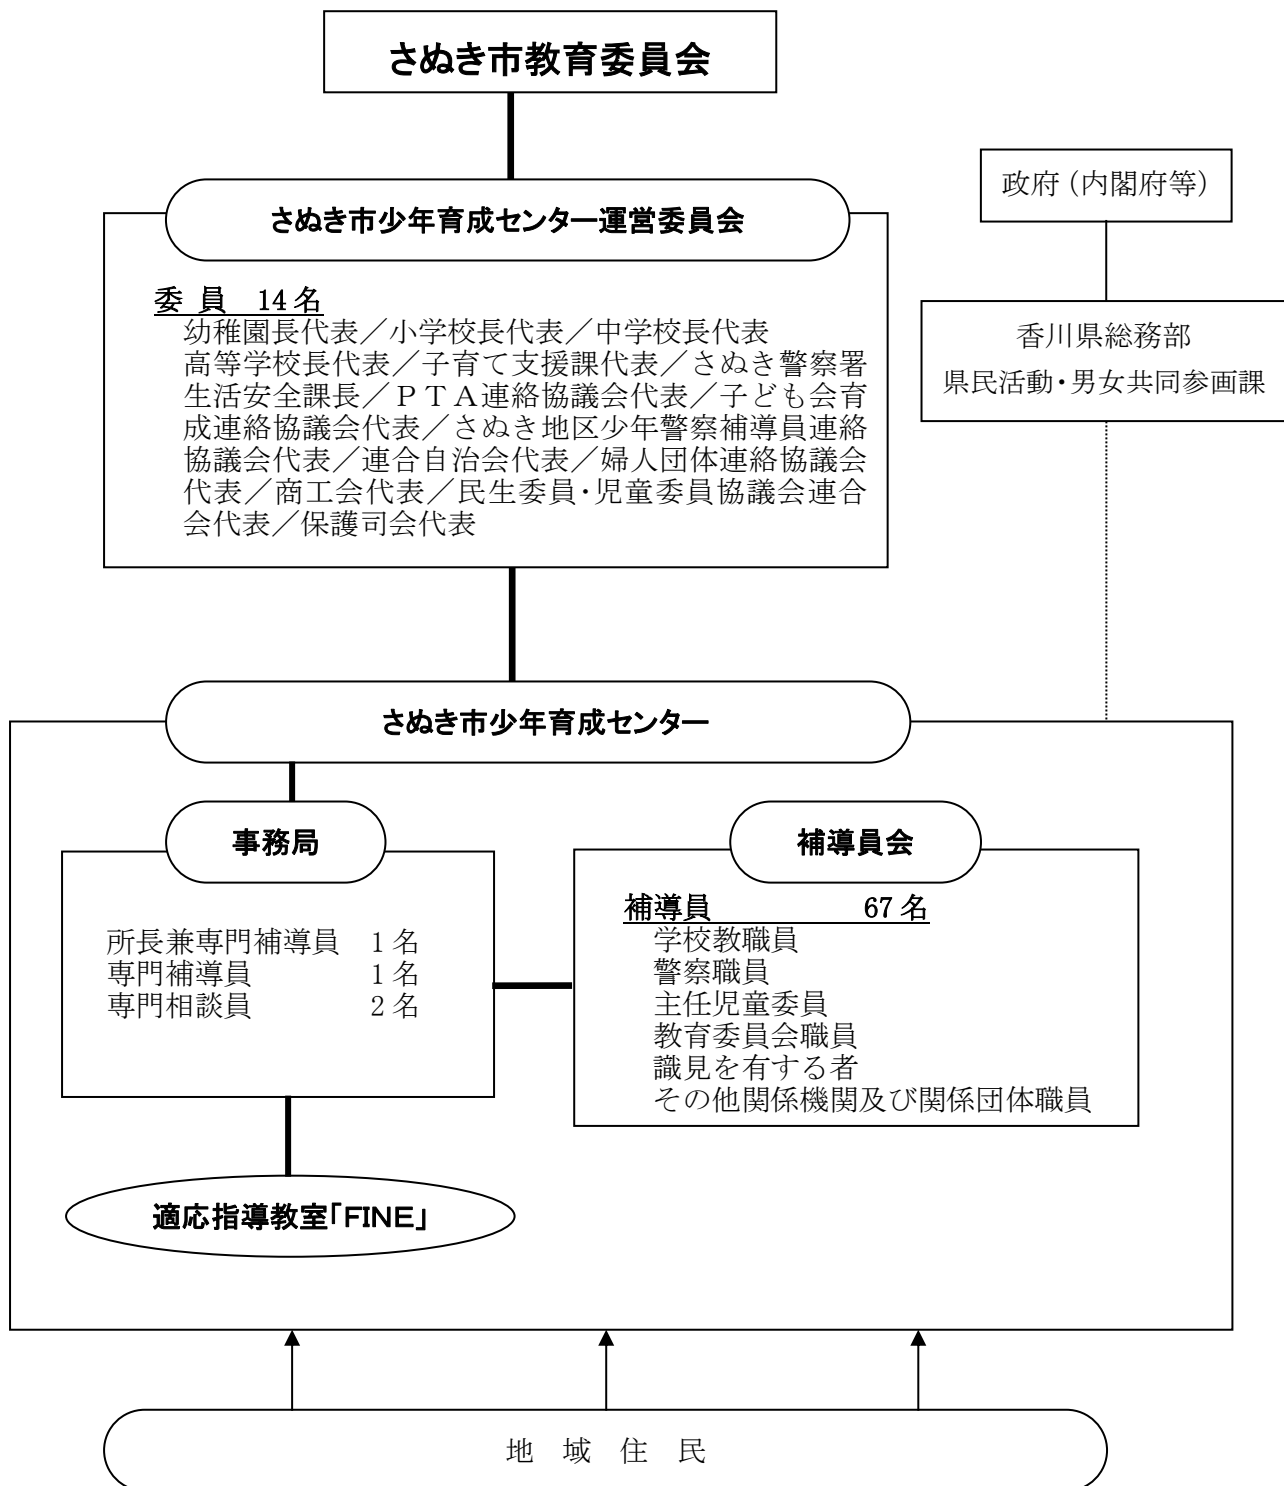 さぬき市教育委員会
政府（内閣府等）
さぬき市少年育成センター運営委員会
委 員　14名
幼稚園長代表／小学校長代表／中学校長代表
高等学校長代表／子育て支援課代表／さぬき警察署
生活安全課長／ＰＴＡ連絡協議会代表／子ども会育
成連絡協議会代表／さぬき地区少年警察補導員連絡
協議会代表／連合自治会代表／婦人団体連絡協議会
代表／商工会代表／民生委員・児童委員協議会連合
会代表／保護司会代表
香川県総務部
県民活動・男女共同参画課
さぬき市少年育成センター
事務局
所長兼専門補導員　1名
専門補導員　1名
専門相談員　2名
補導員会
補導員　67名
学校教職員
警察職員
主任児童委員
教育委員会職員
識見を有する者
その他関係機関及び関係団体職員
適応指導教室「FINE」
地　域　住　民